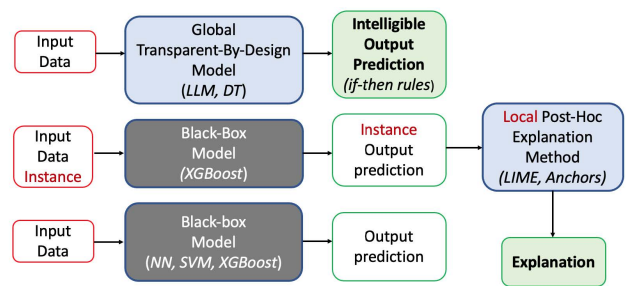 Input
Data
Global
Transparent-By-Design
Model
(LLM, DT)
Intelligible
Output
Prediction
(if-then rules)
Input
Data
Instance
Black-Box
Model
(XGBoost)
Instance
Output
prediction
Local Post-Hoc
Explanation
Method
(LIME, Anchors)
Input
Data
Black-box
Model
(NN, SVM, XGBoost)
Output
prediction
Explanation